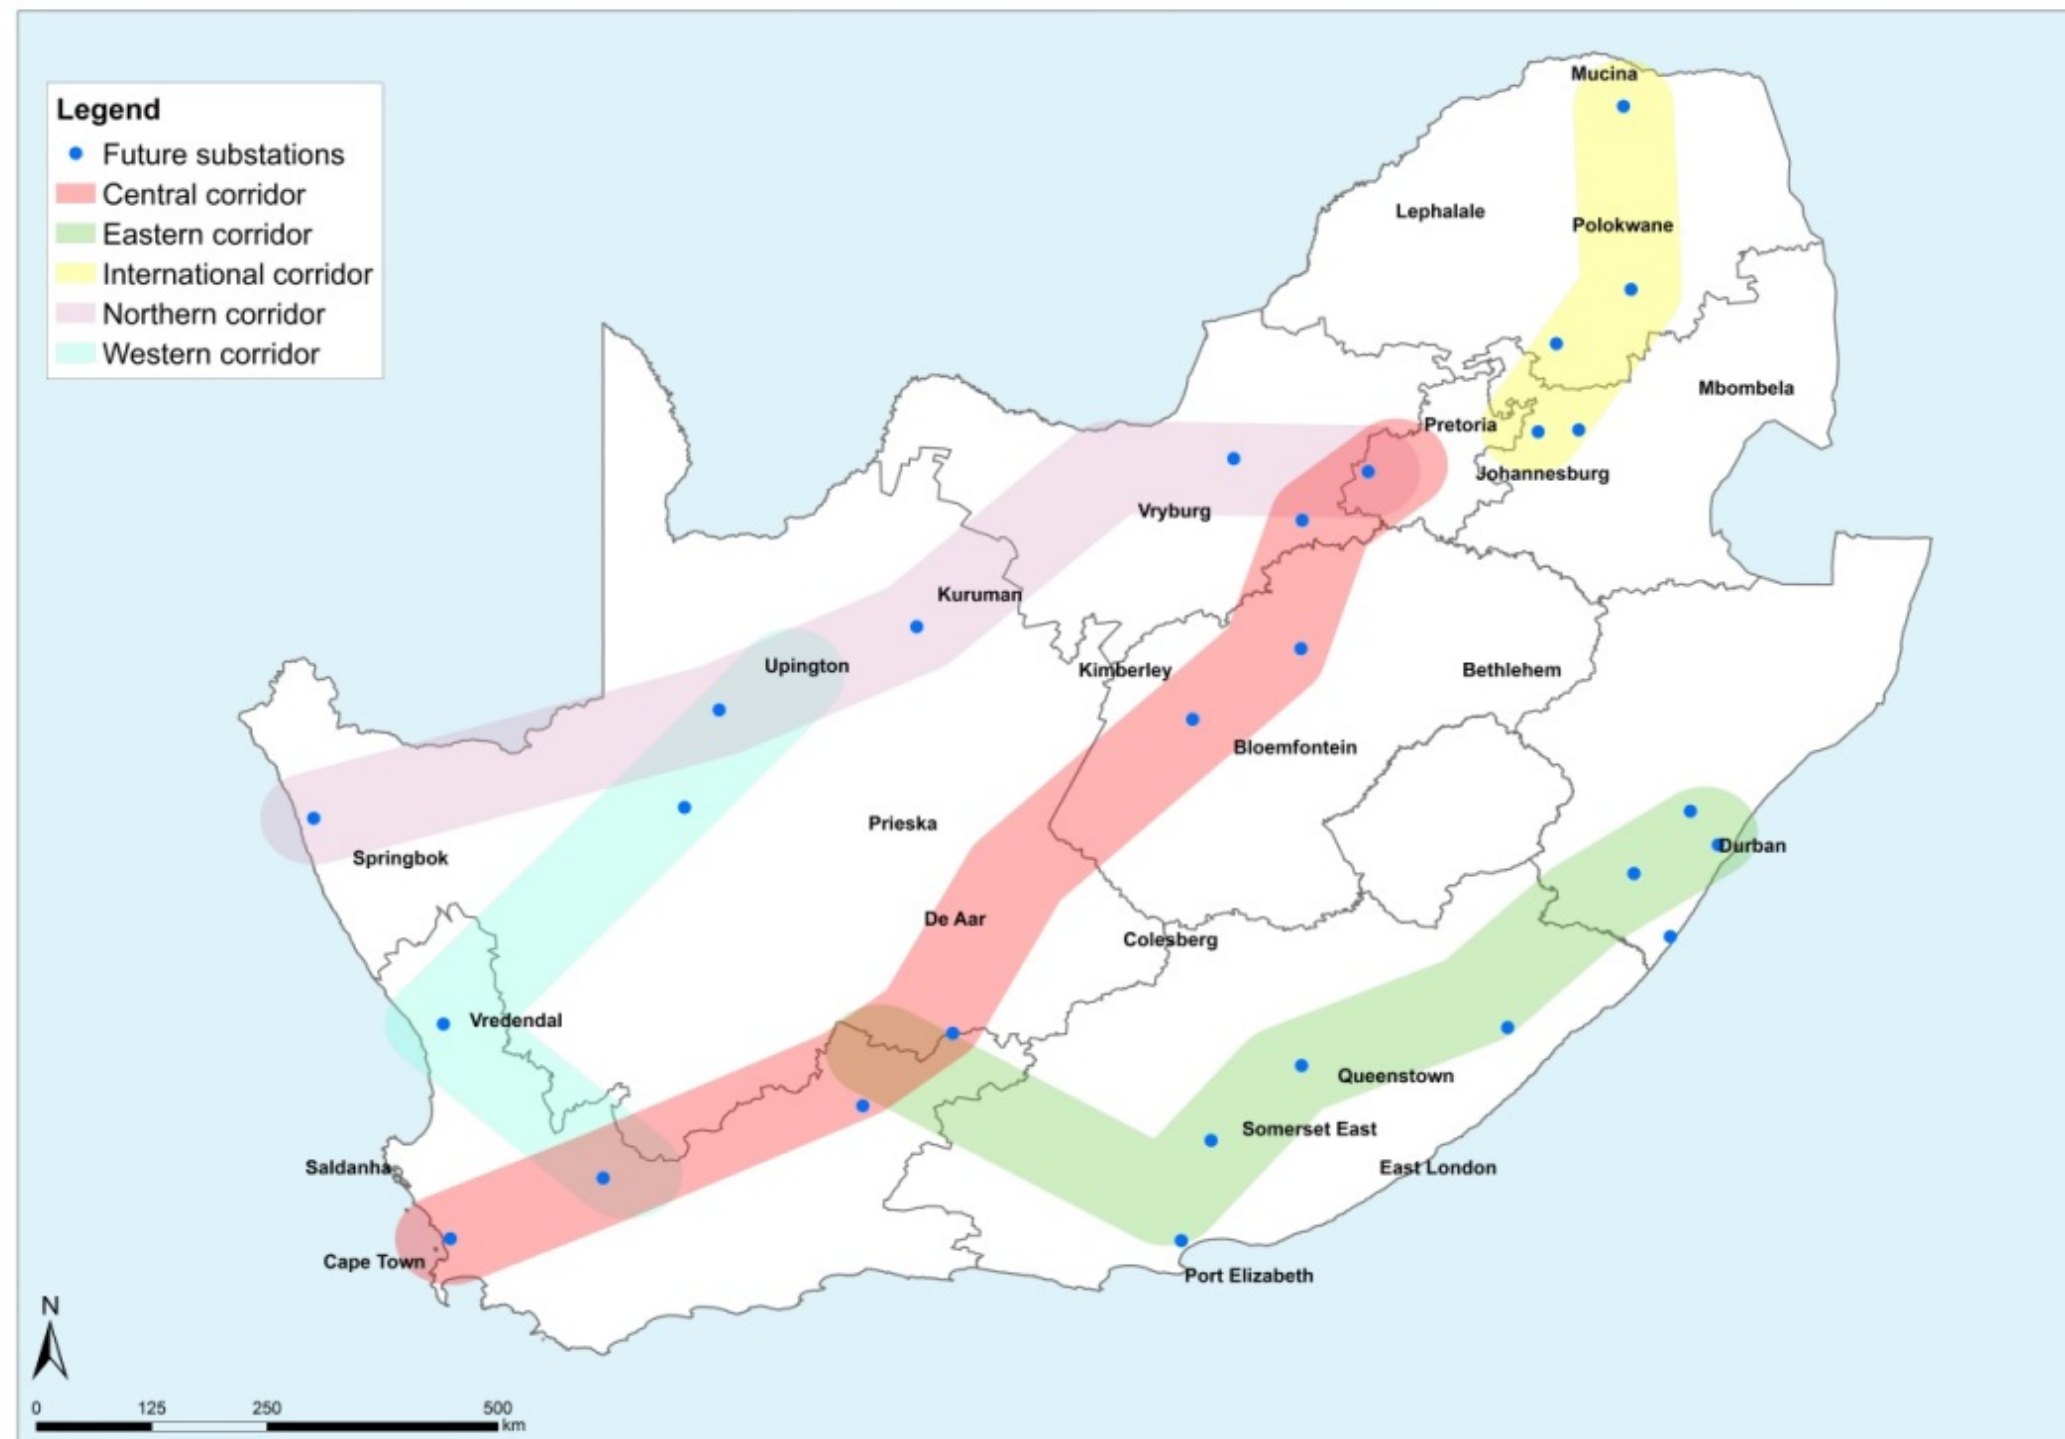 Legend
Future substations
Central corridor
Eastern corridor
International corridor
Northern corridor
Western corridor
Mucina
Lephalale
Polokwane
Mbombela
Pretoria
Johannesburg
Vryburg
Kuruman
Upington
Kimberley
Bethlehem
Bloemfontein
Prieska
Durban
Springbok
De Aar
Colesberg
Vredendal
Queenstown
Somerset East
Saldanha
East London
Cape Town
Port Elizabeth
N
0 125 250 500
km